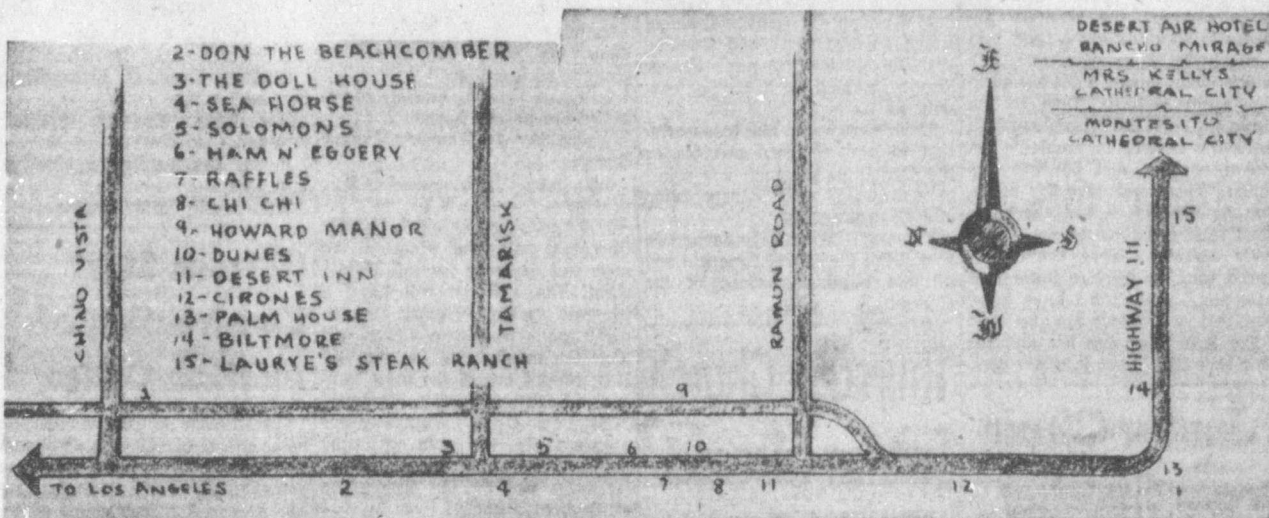 2-DON THE BEACHCOMBER
3-THE DOLL HOUSE
4-SEA HORSE
5-SOLOMONS
6-HAM N' EGGERY
7-RAFFLES
8-CHI CHI
9-HOWARD MANOR
10-DUNES
11-DESERT INN
12-CIRONES
13-PALM HOUSE
14-BILTMORE
15-LAURYE'S STEAK RANCH
DESERT AIR HOTEL
RANCHO MIRAGE
MRS KELLYS
CATHEDRAL CITY
MONTESITO
CATHEDRAL CITY
CHINO VISTA
TAMARISK
RAMON ROAD
HIGHWAY 111
E
N
S
W
15
14
1
9
3
5
6
10
13
TO LOS ANGELES
2
4
7
8
11
12